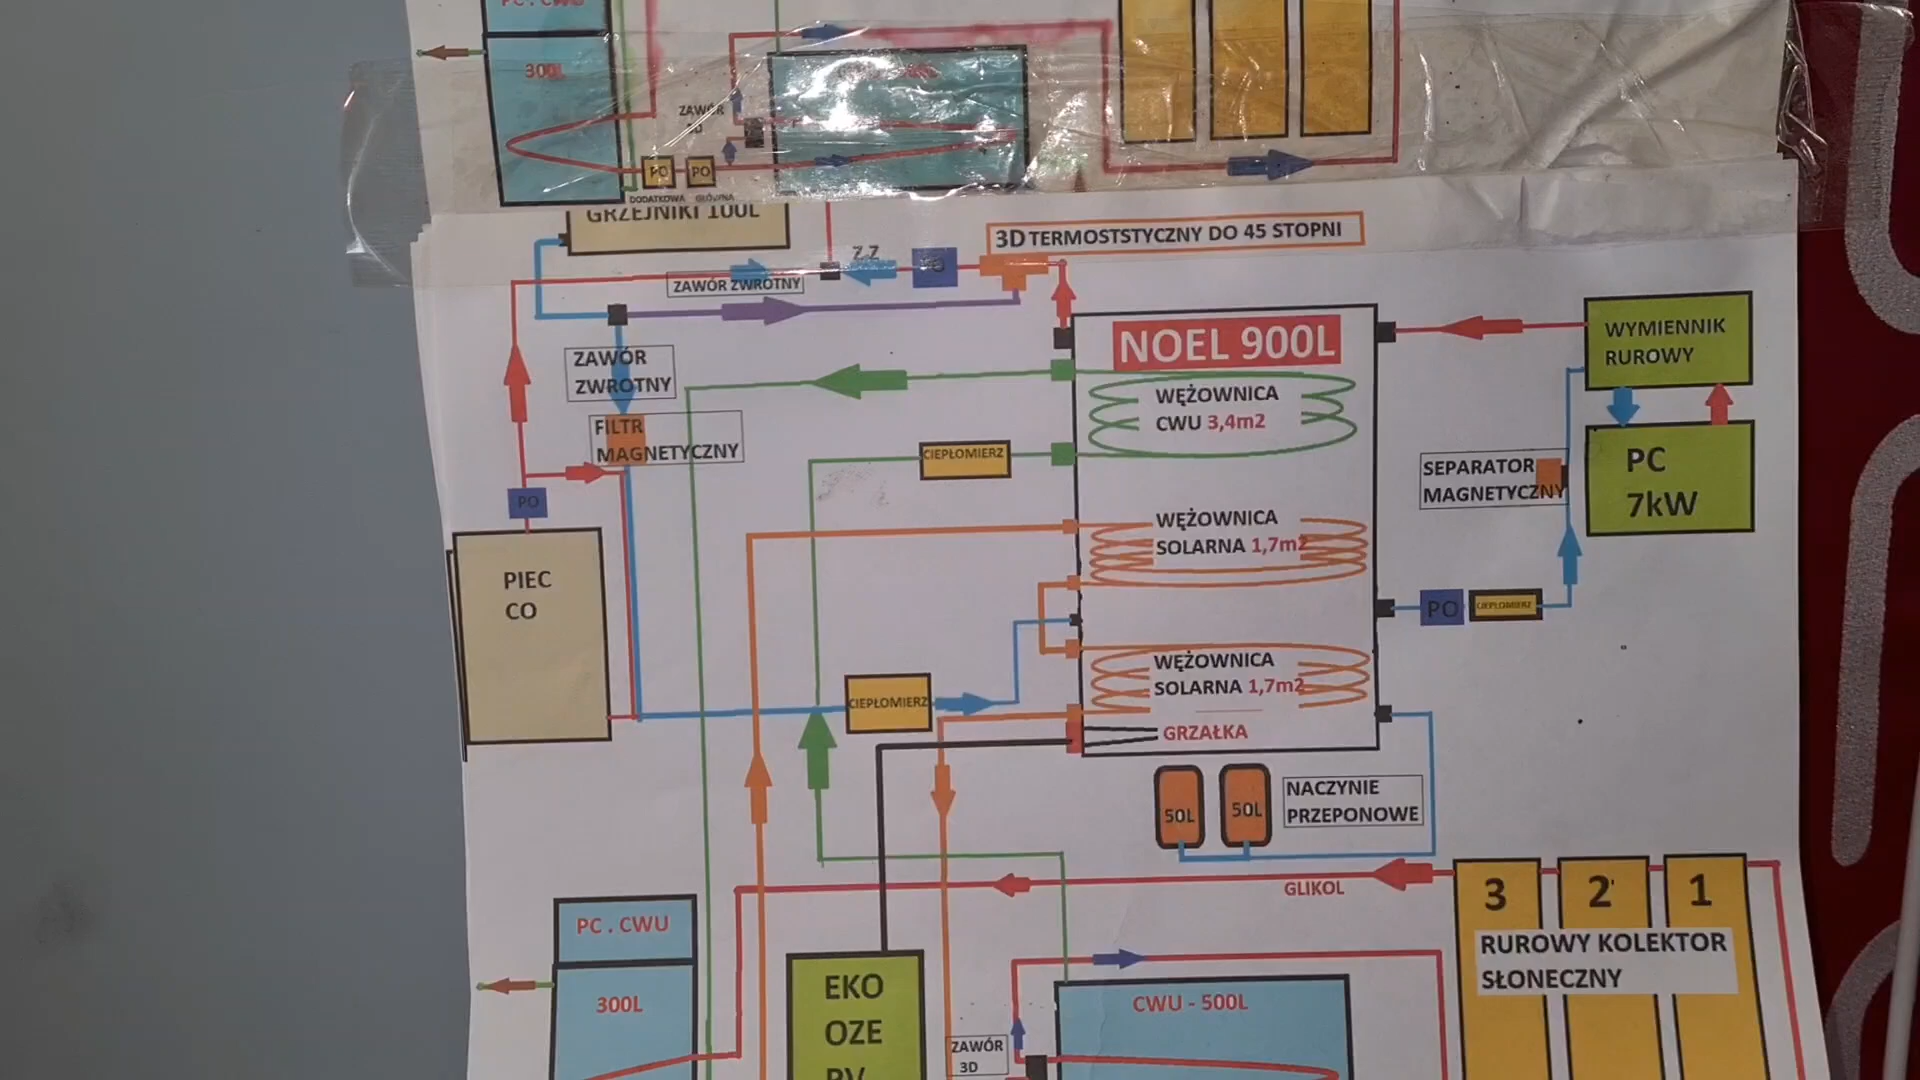 PC . CWU
300L
ZAWÓR
PO
PO
DODATKOWA
GŁÓWNA
GRZEJNIKI 100L
3D TERMOSTSTYCZNY DO 45 STOPNI
Z.Z
PO
ZAWÓR ZWROTNY
NOEL 900L
WYMIENNIK
RUROWY
ZAWÓR
ZWROTNY
WĘŻOWNICA
CWU 3,4m2
FILTR
MAGNETYCZNY
CIEPŁOMIERZ
SEPARATOR
MAGNETYCZNY
PC
7kW
PO
WĘŻOWNICA
SOLARNA 1,7m2
PIEC
CO
PO
CIEPŁOMIERZ
WĘŻOWNICA
SOLARNA 1,7m2
CIEPŁOMIERZ
GRZAŁKA
50L
50L
NACZYNIE
PRZEPONOWE
GLIKOL
3
2
1
PC . CWU
RUROWY KOLEKTOR
SŁONECZNY
300L
EKO
OZE
PV
CWU - 500L
ZAWÓR
3D